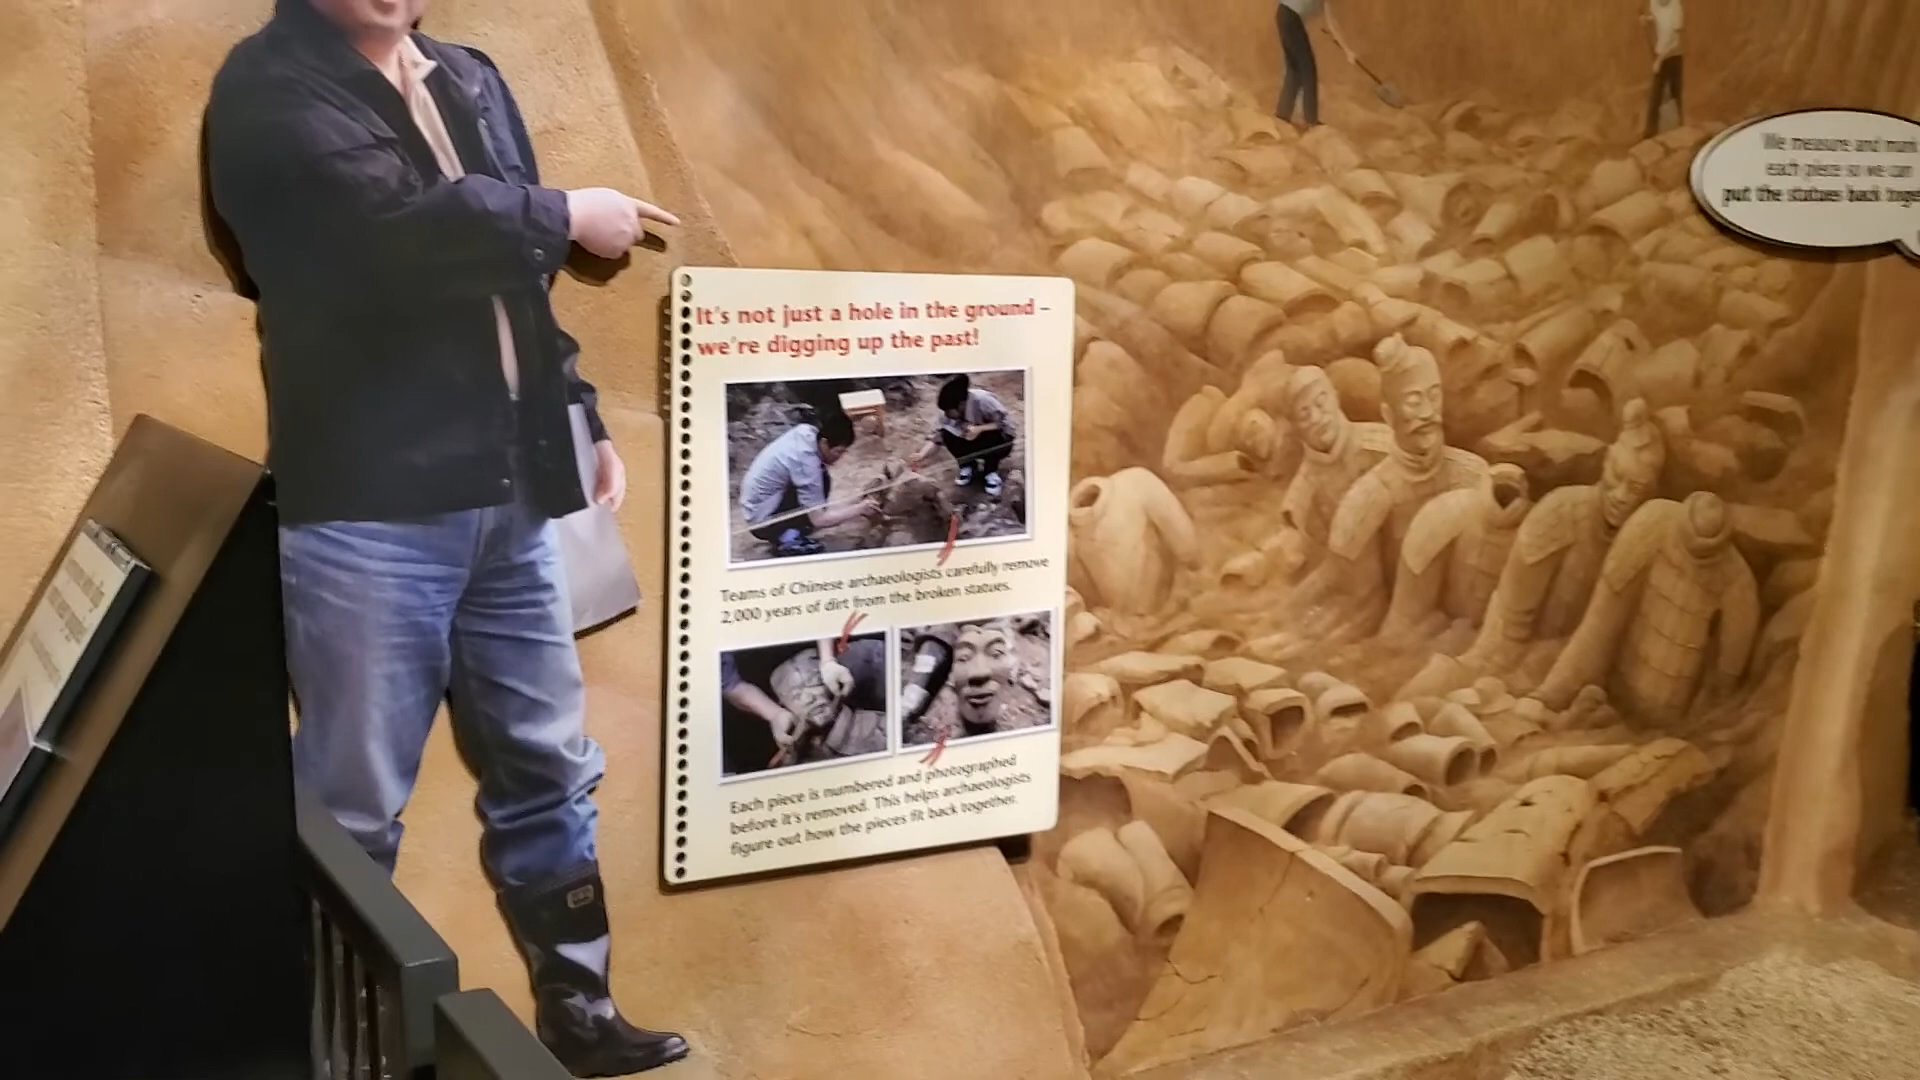 It's not just a hole in the ground –
we're digging up the past!
Teams of Chinese archaeologists carefully remove
2,000 years of dirt from the broken statues.
Each piece is numbered and photographed
before it's removed. This helps archaeologists
figure out how the pieces fit back together.
We measure and mark
each piece so we can
put the statues back